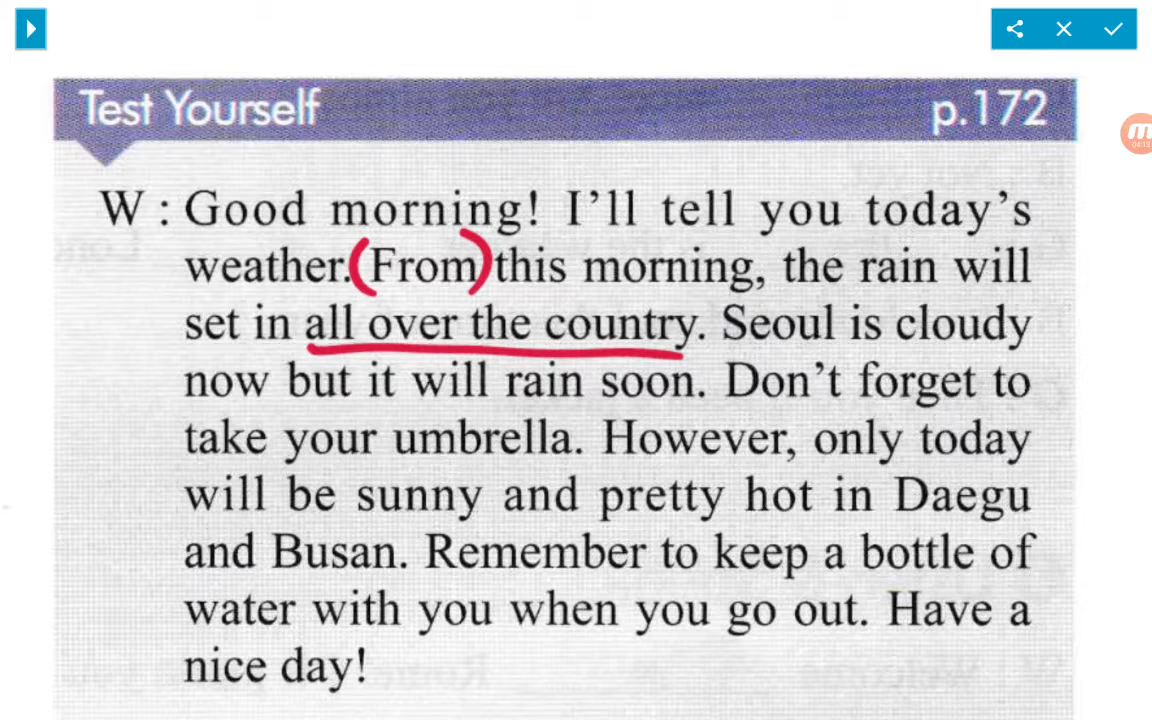 Test Yourself p.172
W : Good morning! I'll tell you today's
weather. (From) this morning, the rain will
set in all over the country. Seoul is cloudy
now but it will rain soon. Don't forget to
take your umbrella. However, only today
will be sunny and pretty hot in Daegu
and Busan. Remember to keep a bottle of
water with you when you go out. Have a
nice day!
04:13